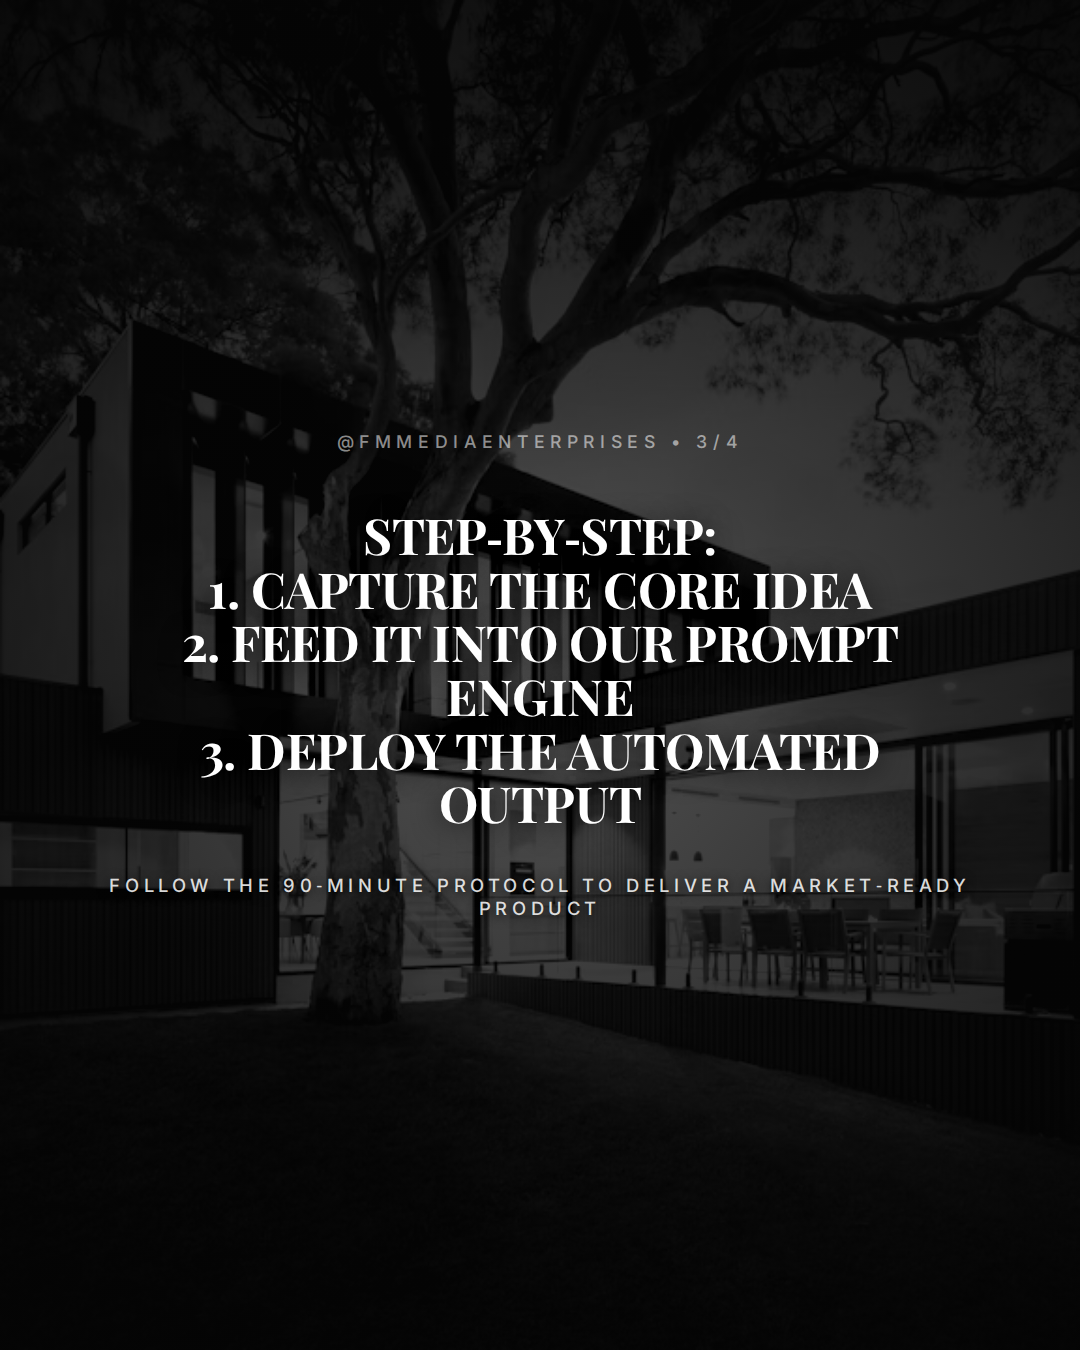 @FMMEDIAENTERPRISES • 3/4
STEP-BY-STEP:
1. CAPTURE THE CORE IDEA
2. FEED IT INTO OUR PROMPT
ENGINE
3. DEPLOY THE AUTOMATED
OUTPUT
FOLLOW THE 90-MINUTE PROTOCOL TO DELIVER A MARKET-READY
PRODUCT